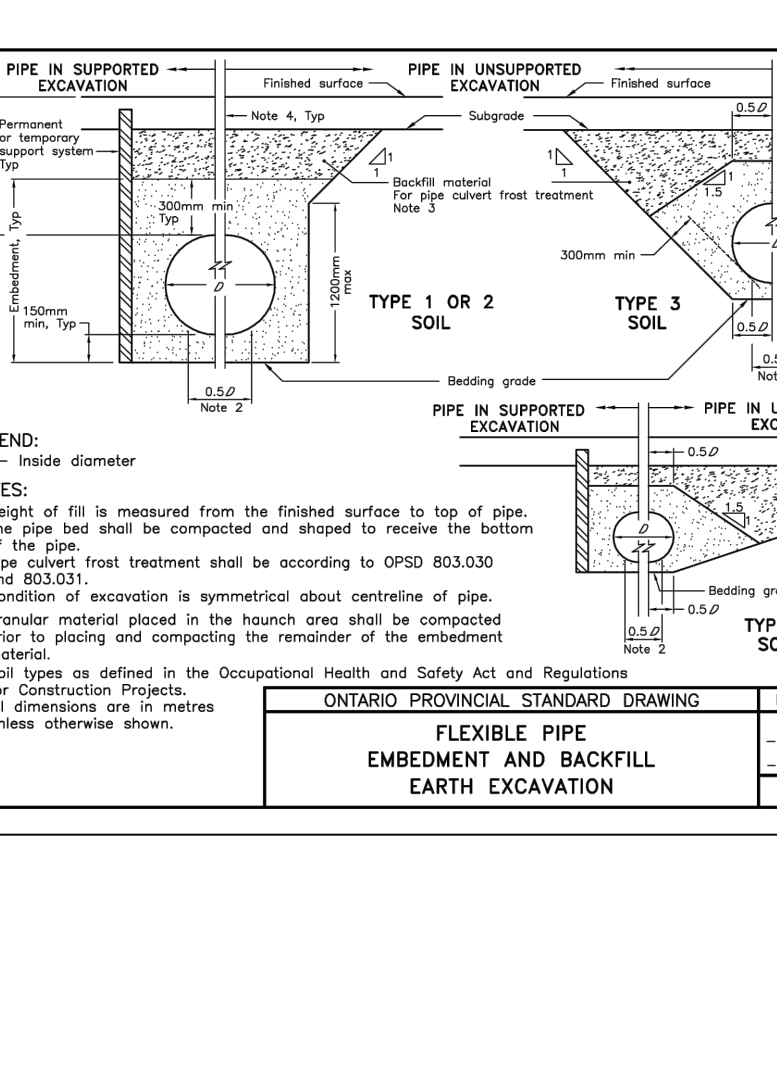 PIPE IN SUPPORTED
EXCAVATION
Finished surface
PIPE IN UNSUPPORTED
EXCAVATION
Finished surface
0.5D
Permanent
or temporary
support system
Typ
Note 4, Typ
Subgrade
1
1
1
1
1
1.5
Backfill material
For pipe culvert frost treatment
Note 3
300mm min
Typ
Embedment, Typ
300mm min
D
1200mm
max
TYPE 1 OR 2
SOIL
TYPE 3
SOIL
150mm
min, Typ
0.5D
0.5D
Note 2
Bedding grade
PIPE IN SUPPORTED
EXCAVATION
PIPE IN
0.5D
END:
– Inside diameter
1.5
1
D
eight of fill is measured from the finished surface to top of pipe.
he pipe bed shall be compacted and shaped to receive the bottom
f the pipe.
pe culvert frost treatment shall be according to OPSD 803.030
nd 803.031.
ondition of excavation is symmetrical about centreline of pipe.
ranular material placed in the haunch area shall be compacted
rior to placing and compacting the remainder of the embedment
aterial.
oil types as defined in the Occupational Health and Safety Act and Regulations
or Construction Projects.
l dimensions are in metres
nless otherwise shown.
Bedding gra
0.5D
0.5D
Note 2
TYP
SO
ONTARIO PROVINCIAL STANDARD DRAWING
FLEXIBLE PIPE
EMBEDMENT AND BACKFILL
EARTH EXCAVATION